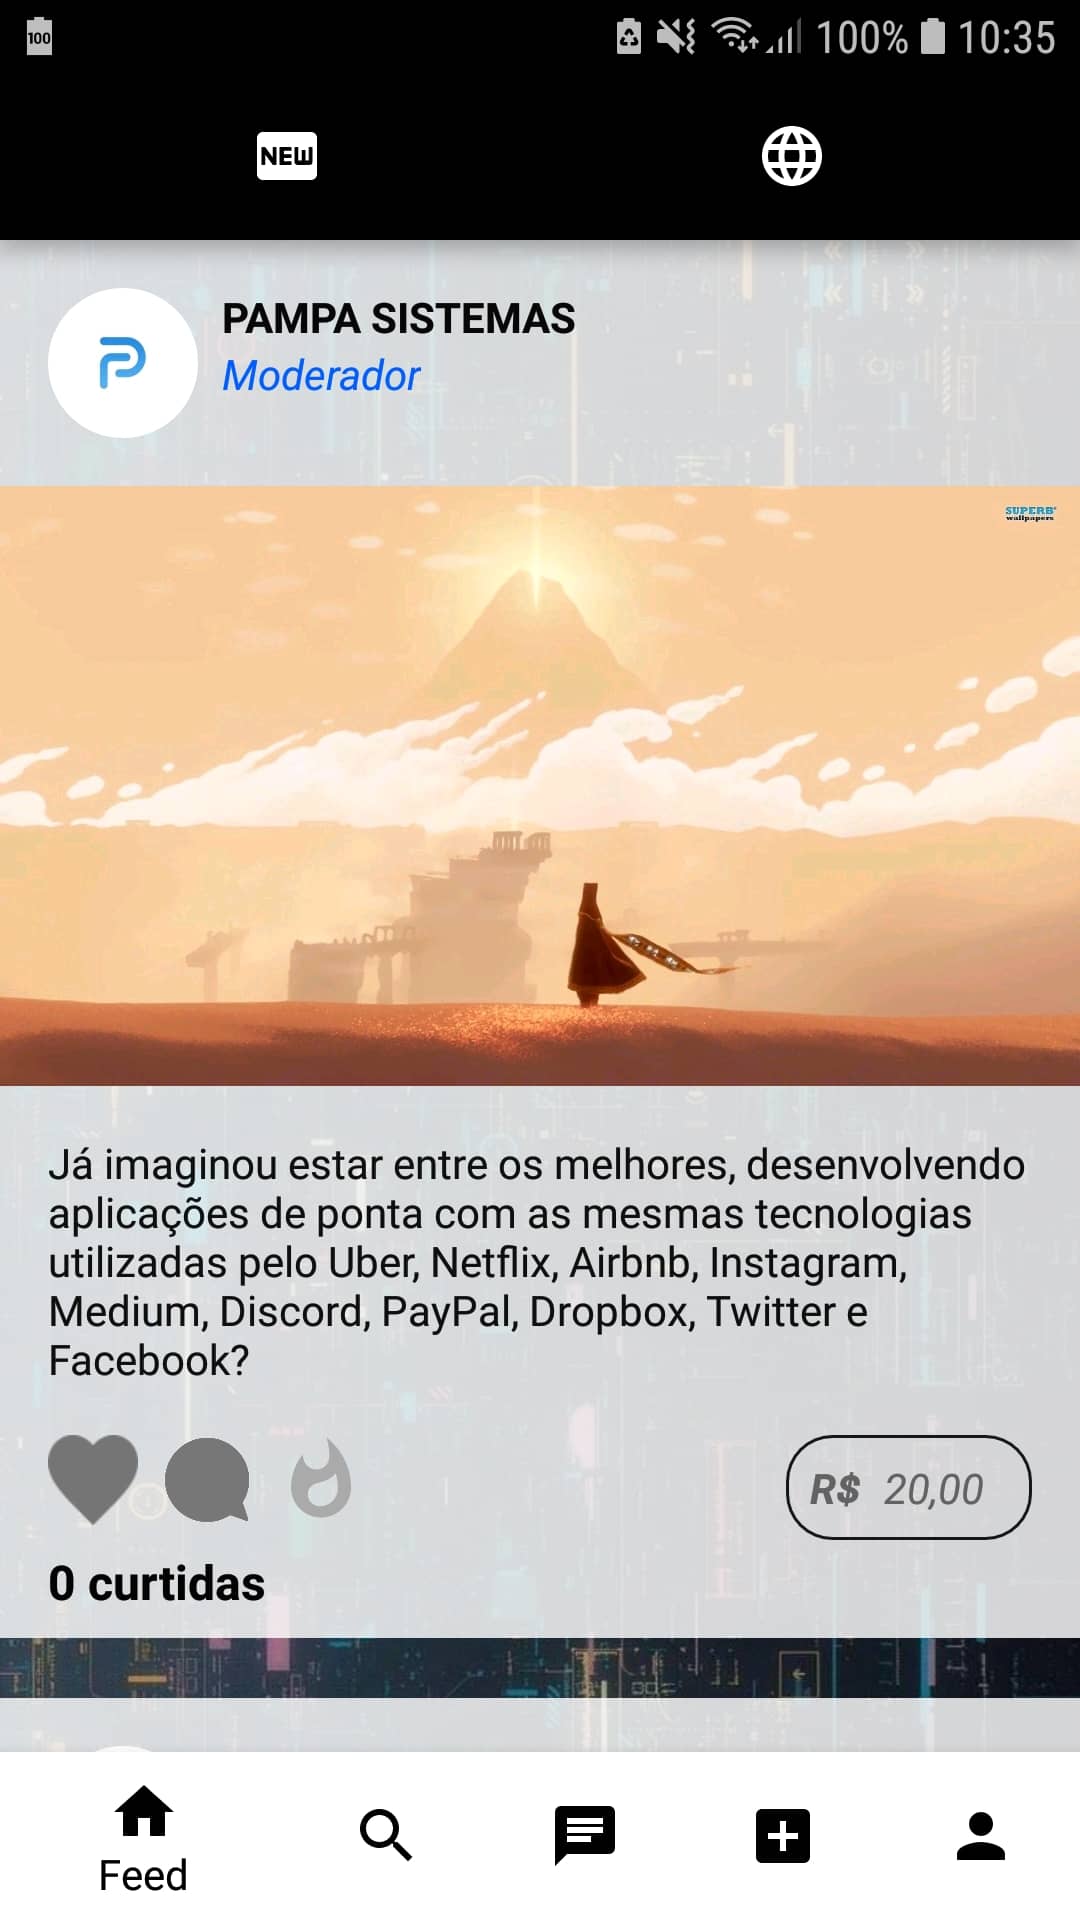 100
100% 10:35
NEW
PAMPA SISTEMAS
Moderador
SUPERB
wallpapers
Já imaginou estar entre os melhores, desenvolvendo
aplicações de ponta com as mesmas tecnologias
utilizadas pelo Uber, Netflix, Airbnb, Instagram,
Medium, Discord, PayPal, Dropbox, Twitter e
Facebook?
R$ 20,00
0 curtidas
Feed